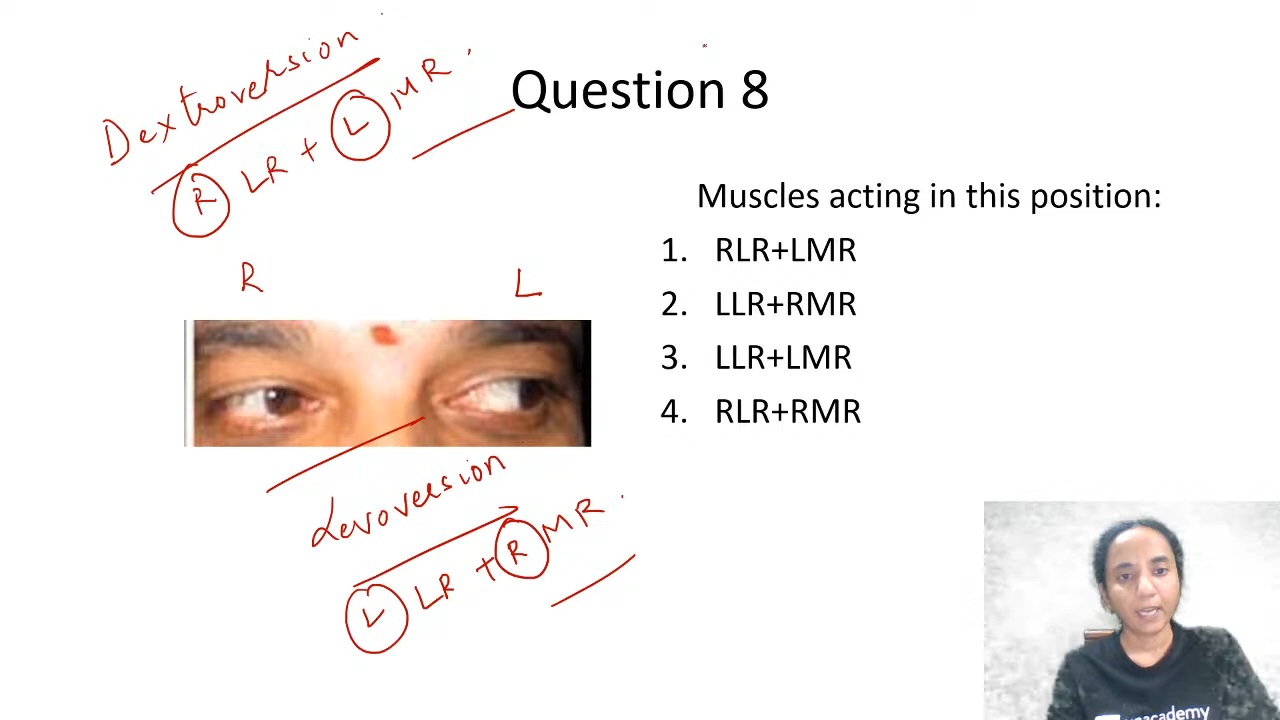 Dextroversion
R LR + L MR.
Question 8
Muscles acting in this position:
1. RLR+LMR
2. LLR+RMR
3. LLR+LMR
4. RLR+RMR
R
L
Levoversion
L LR + R MR.
unacademy